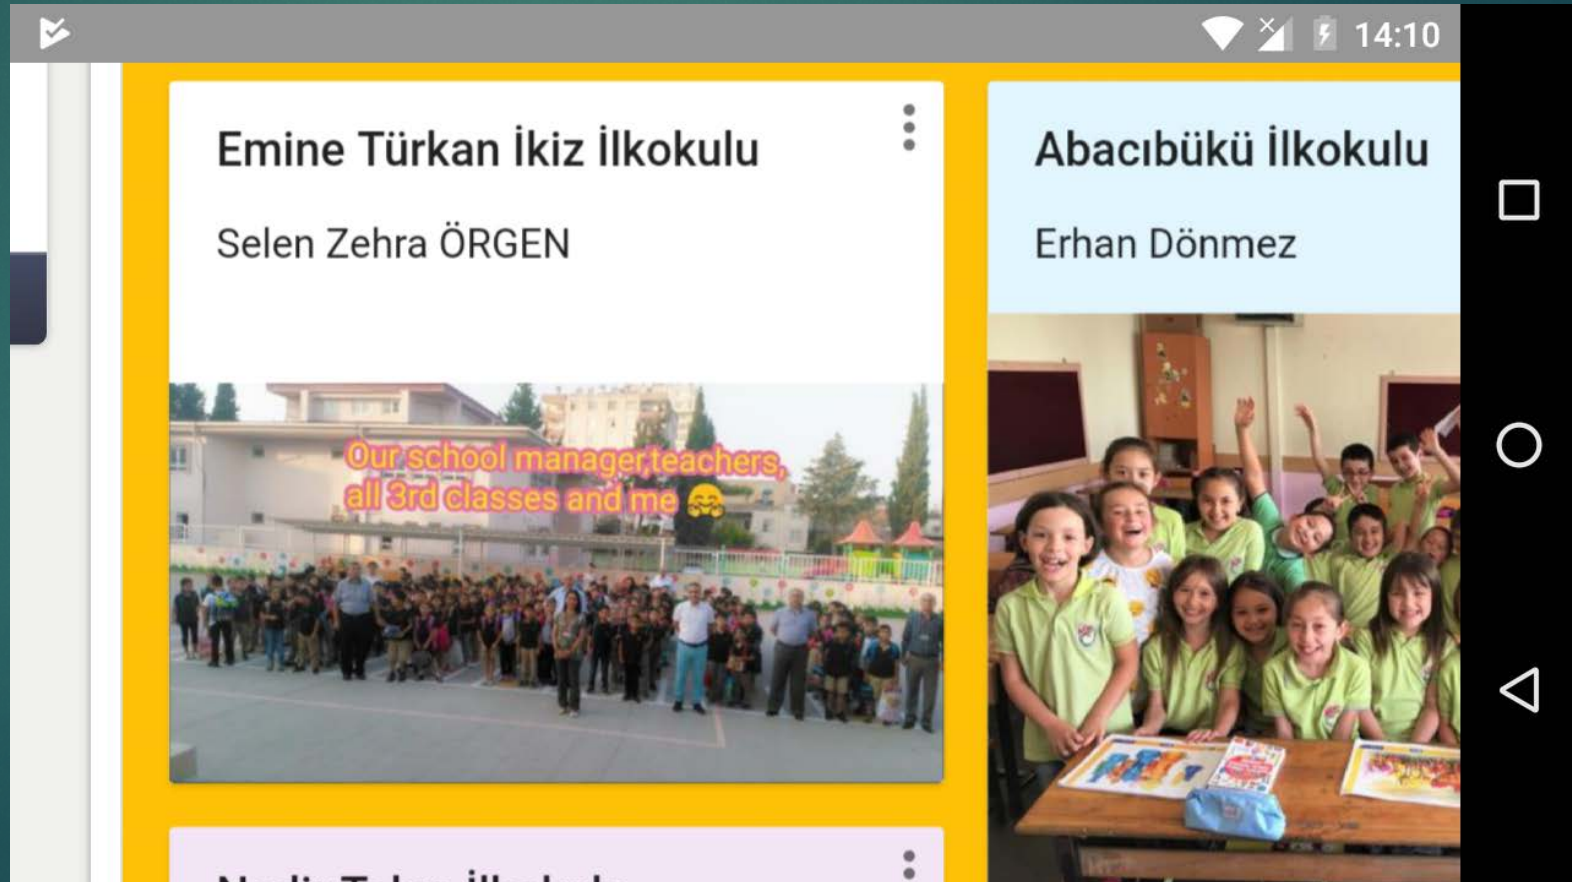 14:10
Emine Türkan İkiz İlkokulu
Selen Zehra ÖRGEN
Our school manager,teachers,
all 3rd classes and me 🤗
Abacıbükü İlkokulu
Erhan Dönmez